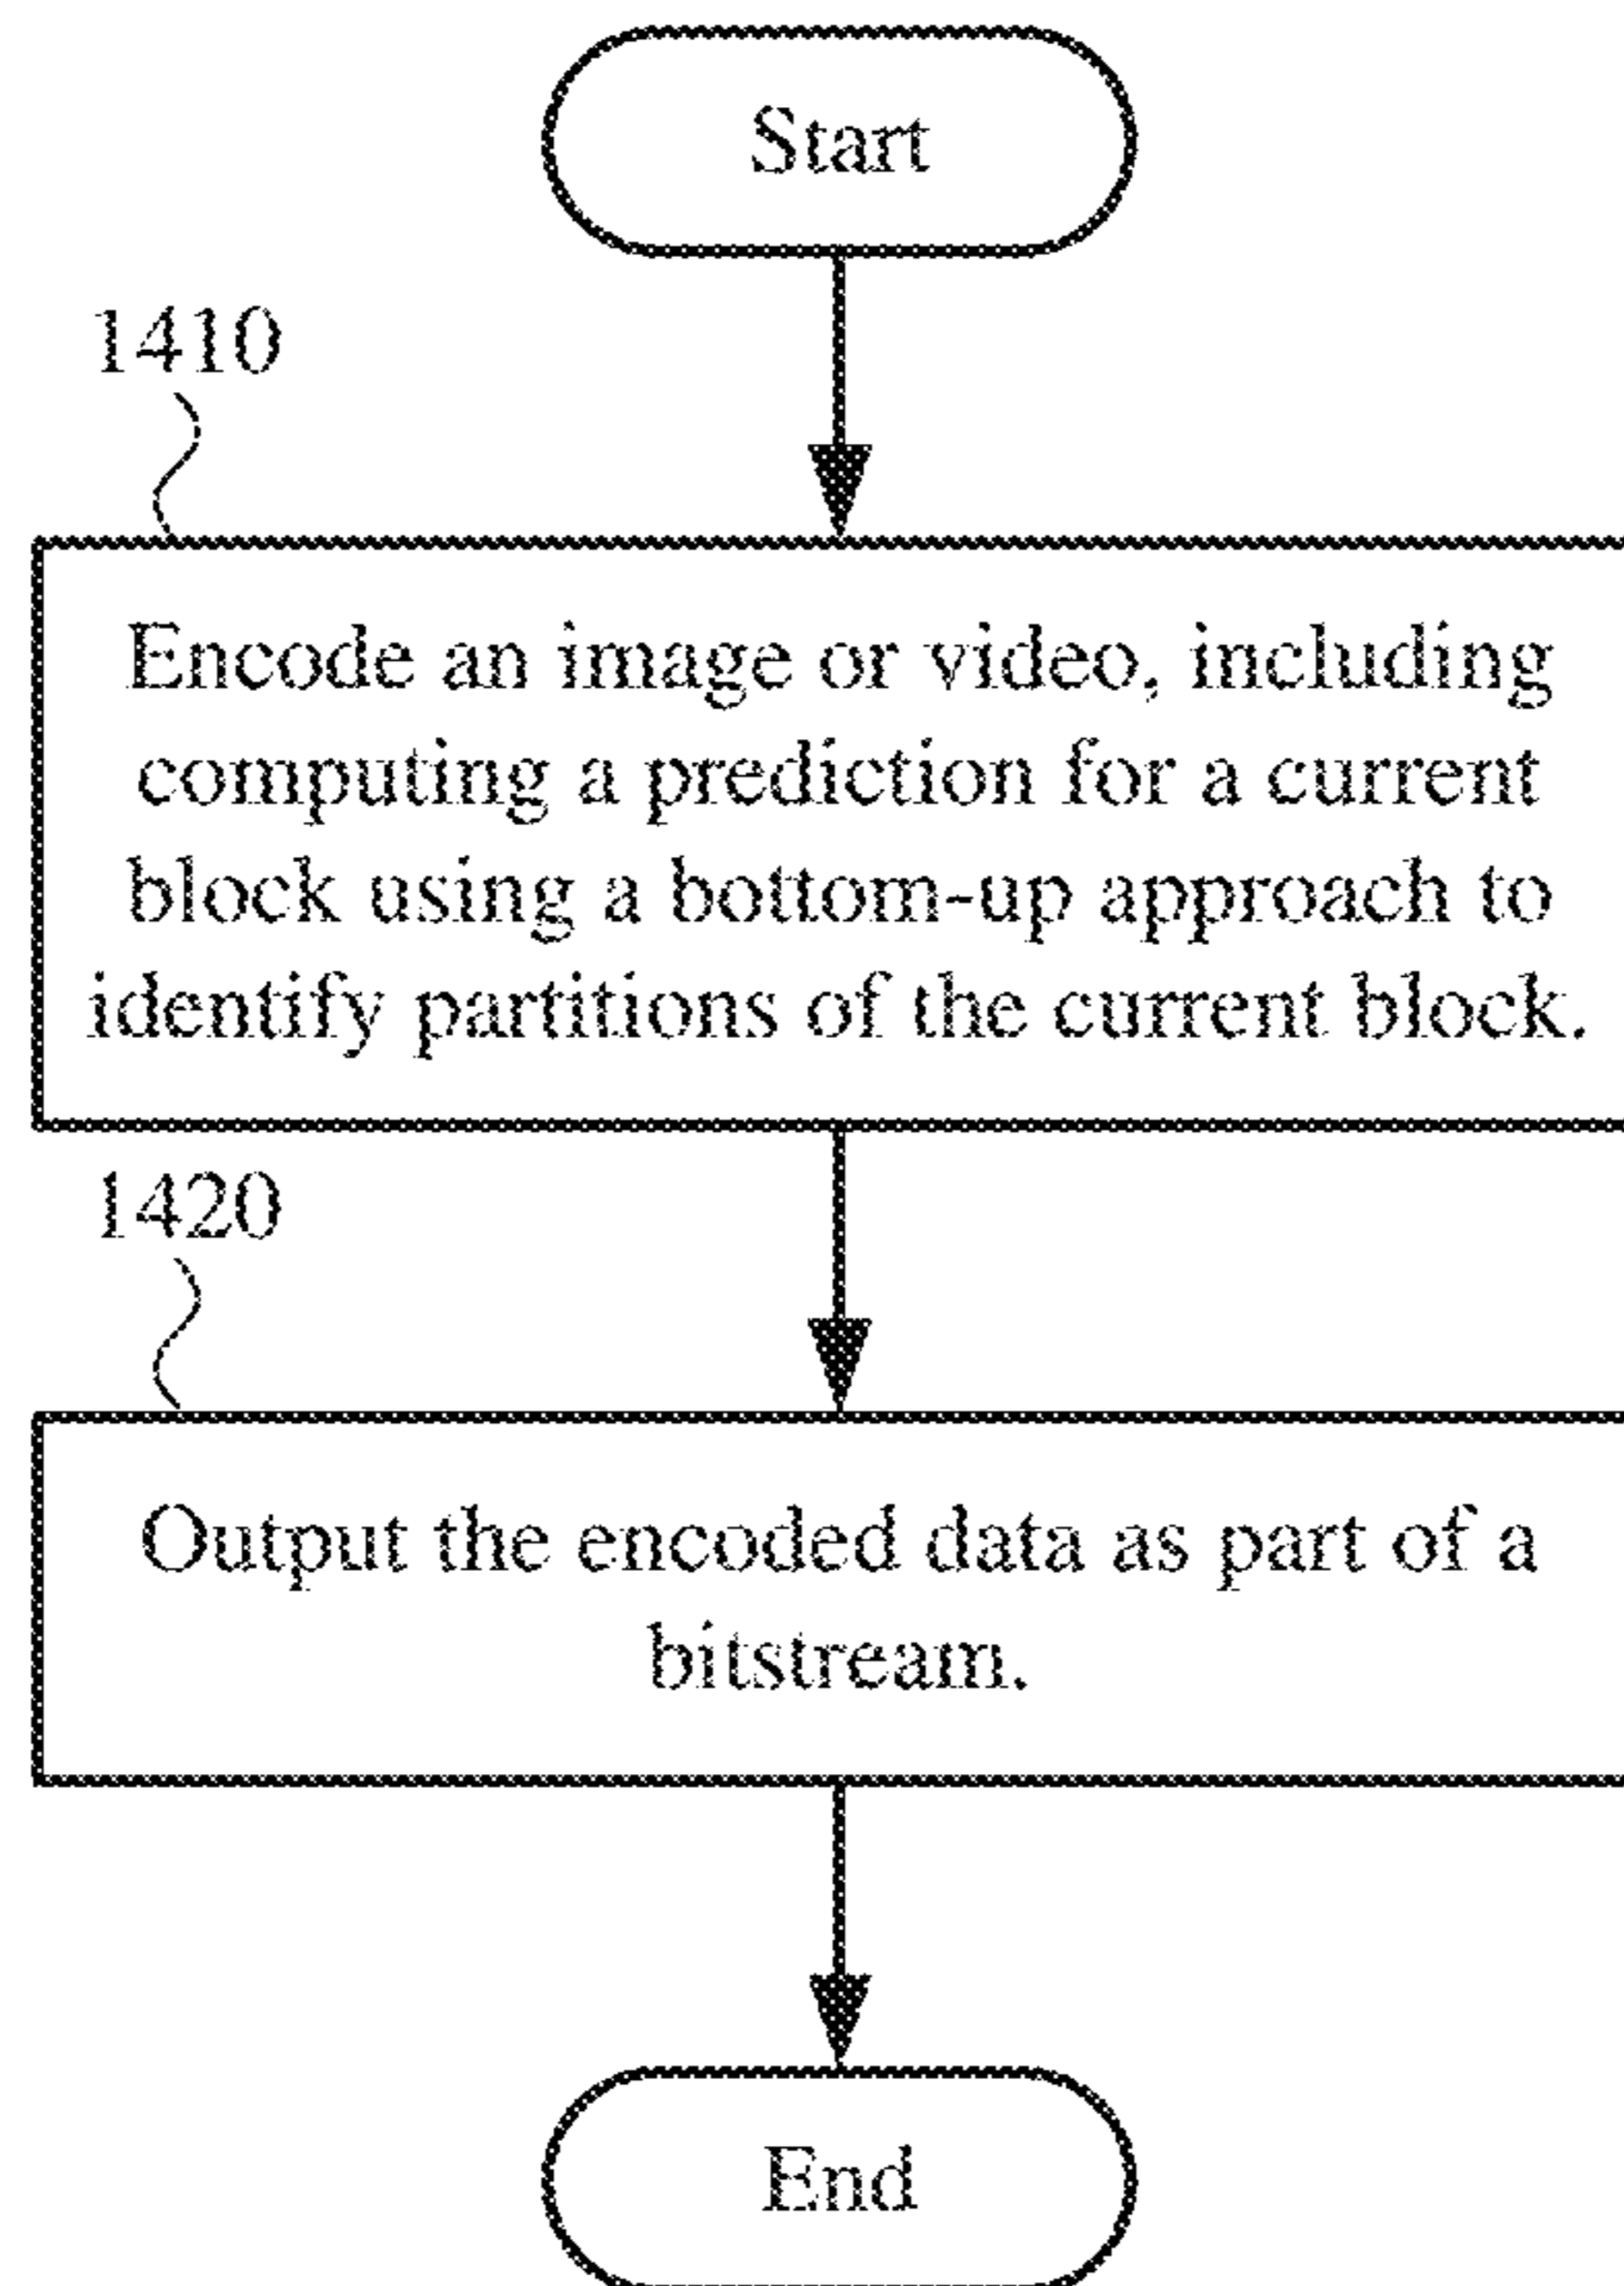 Start
1410
Encode an image or video, including
computing a prediction for a current
block using a bottom-up approach to
identify partitions of the current block.
1420
Output the encoded data as part of a
bitstream.
End